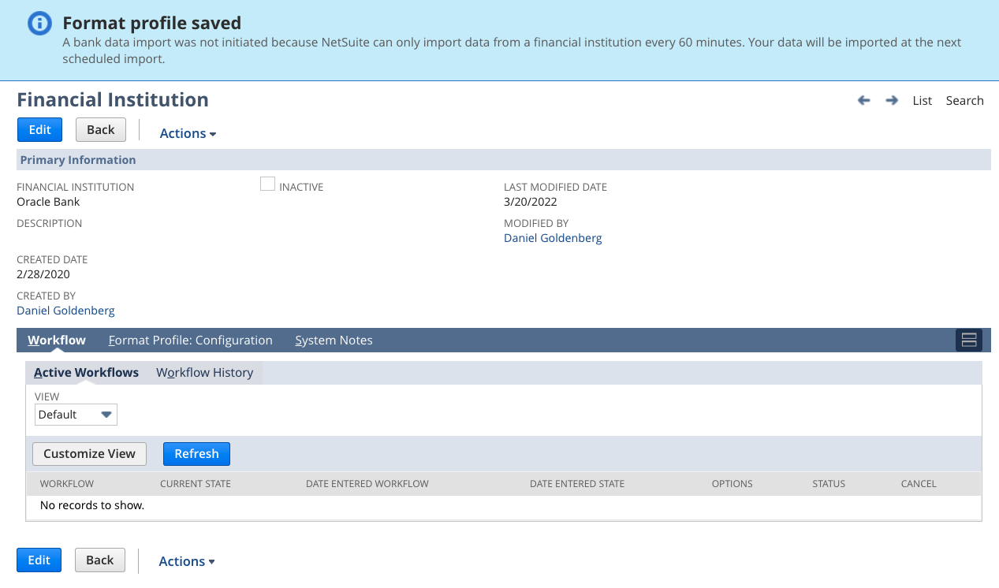 Format profile saved
A bank data import was not initiated because NetSuite can only import data from a financial institution every 60 minutes. Your data will be imported at the next
scheduled import.
Financial Institution
List Search
Edit Back Actions
Primary Information
FINANCIAL INSTITUTION
Oracle Bank
DESCRIPTION
CREATED DATE
2/28/2020
CREATED BY
Daniel Goldenberg
INACTIVE
LAST MODIFIED DATE
3/20/2022
MODIFIED BY
Daniel Goldenberg
Workflow Format Profile: Configuration System Notes
Active Workflows Workflow History
VIEW
Default
Customize View Refresh
WORKFLOW CURRENT STATE DATE ENTERED WORKFLOW DATE ENTERED STATE OPTIONS STATUS CANCEL
No records to show.
Edit Back Actions